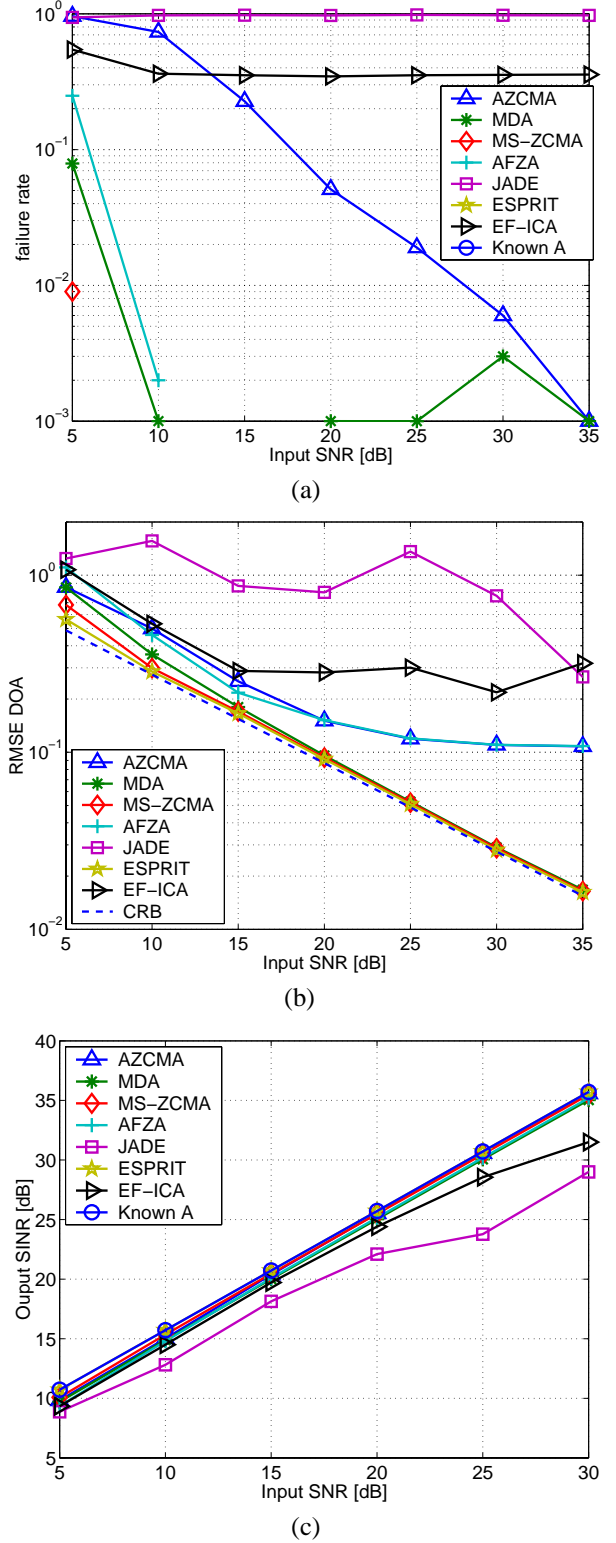 10^0
10^-1
10^-2
10^-3
failure rate
AZCMA
MDA
MS-ZCMA
AFZA
JADE
ESPRIT
EF-ICA
Known A
5 10 15 20 25 30 35
Input SNR [dB]
(a)
10^0
10^-1
10^-2
RMSE DOA
AZCMA
MDA
MS-ZCMA
AFZA
JADE
ESPRIT
EF-ICA
CRB
5 10 15 20 25 30 35
Input SNR [dB]
(b)
40
35
30
25
20
15
10
5
Ouput SINR [dB]
AZCMA
MDA
MS-ZCMA
AFZA
JADE
ESPRIT
EF-ICA
Known A
5 10 15 20 25 30
Input SNR [dB]
(c)